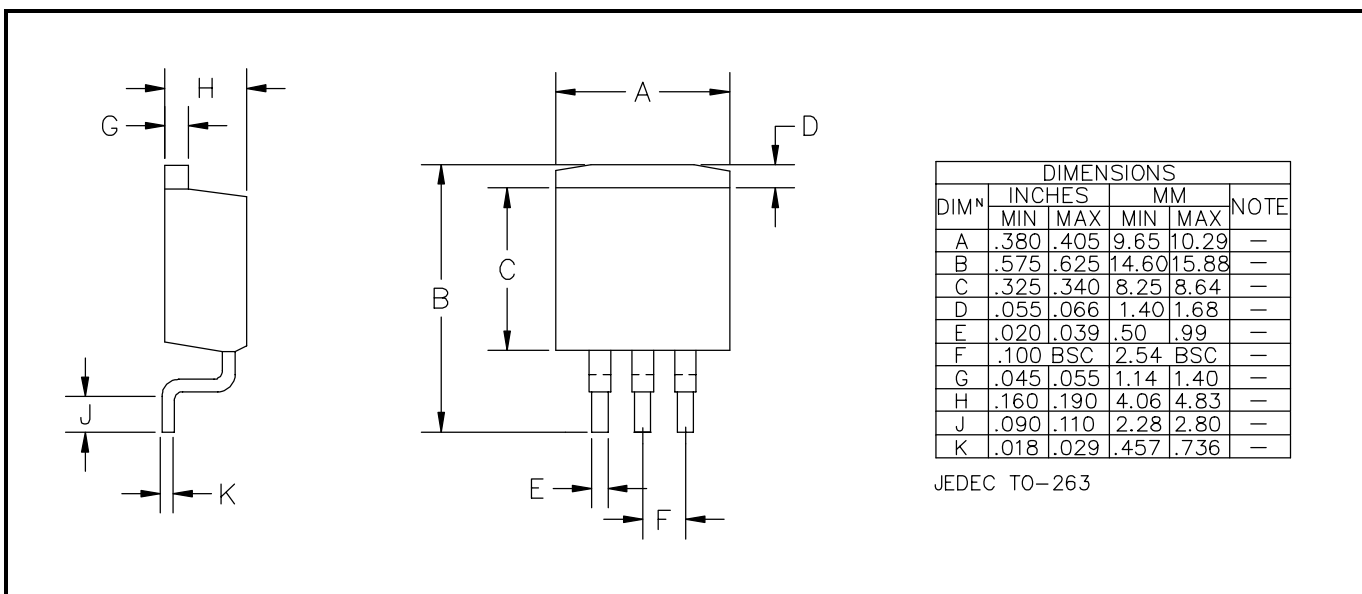 H
G
A
D
C
B
J
K
E
F
DIMENSIONS
DIMᴺ INCHES MM NOTE
MIN MAX MIN MAX
A .380 .405 9.65 10.29 —
B .575 .625 14.60 15.88 —
C .325 .340 8.25 8.64 —
D .055 .066 1.40 1.68 —
E .020 .039 .50 .99 —
F .100 BSC 2.54 BSC —
G .045 .055 1.14 1.40 —
H .160 .190 4.06 4.83 —
J .090 .110 2.28 2.80 —
K .018 .029 .457 .736 —
JEDEC TO-263